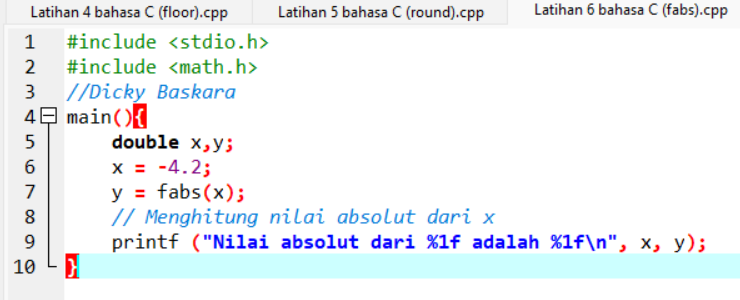 Latihan 4 bahasa C (floor).cpp Latihan 5 bahasa C (round).cpp Latihan 6 bahasa C (fabs).cpp
1 #include <stdio.h>
2 #include <math.h>
3 //Dicky Baskara
4 main(){
5 double x,y;
6 x = -4.2;
7 y = fabs(x);
8 // Menghitung nilai absolut dari x
9 printf ("Nilai absolut dari %1f adalah %1f\n", x, y);
10 }